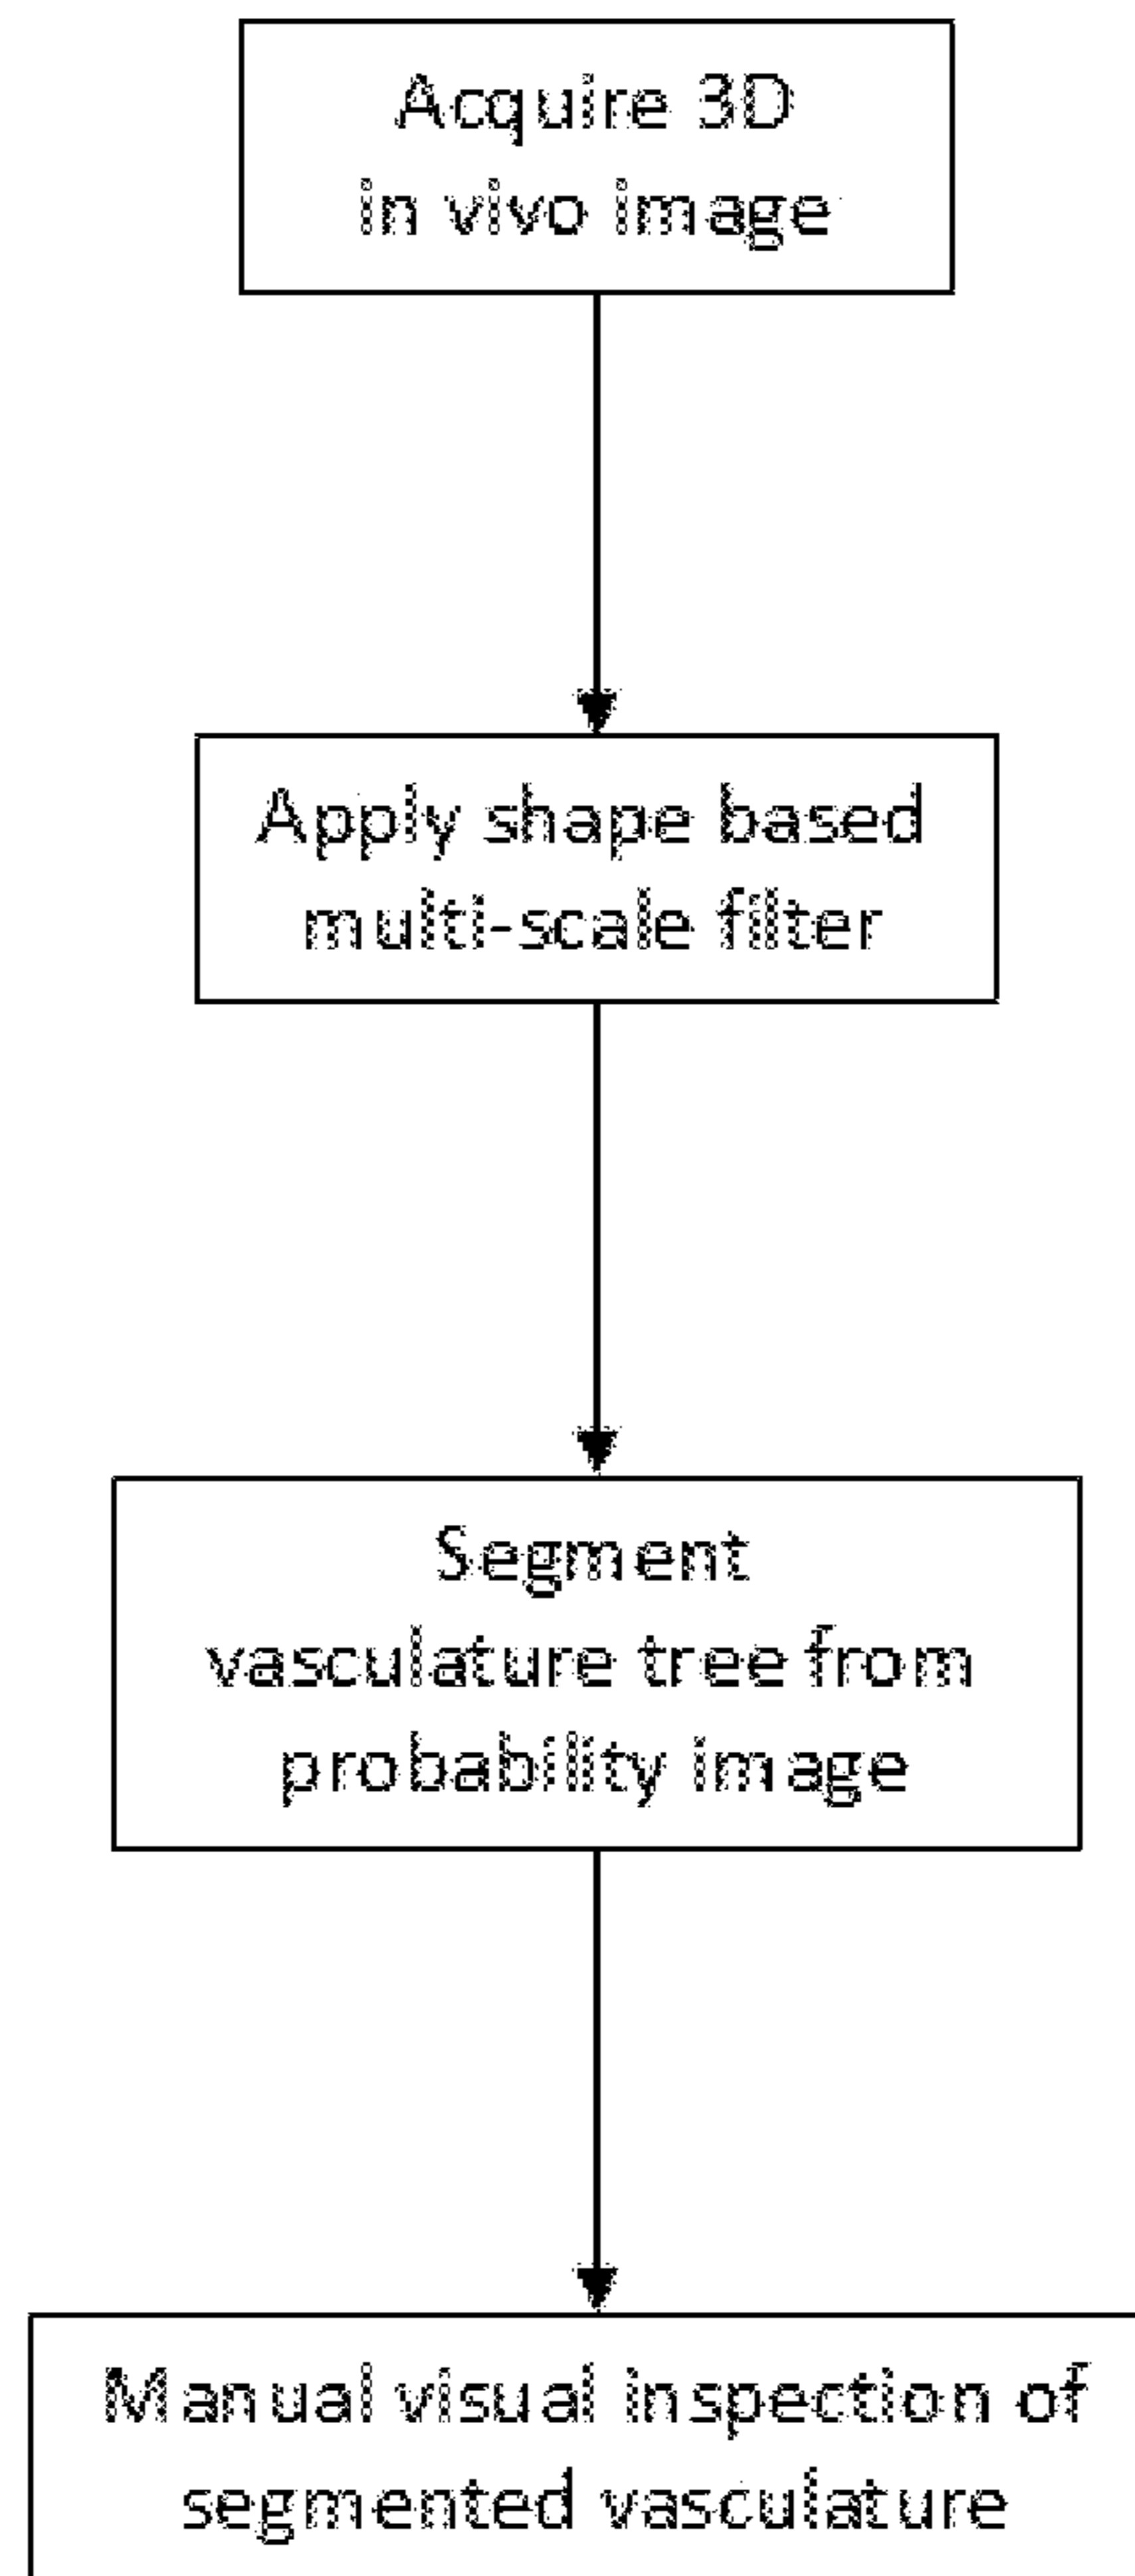 Acquire 3D
in vivo image
Apply shape based
multi-scale filter
Segment
vasculature tree from
probability image
Manual visual inspection of
segmented vasculature